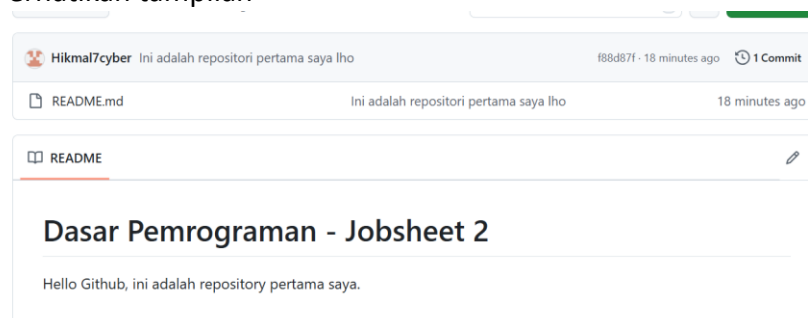 Hikmal7cyber Ini adalah repositori pertama saya lho f88d87f · 18 minutes ago 1 Commit
README.md Ini adalah repositori pertama saya lho 18 minutes ago
README
Dasar Pemrograman - Jobsheet 2
Hello Github, ini adalah repository pertama saya.